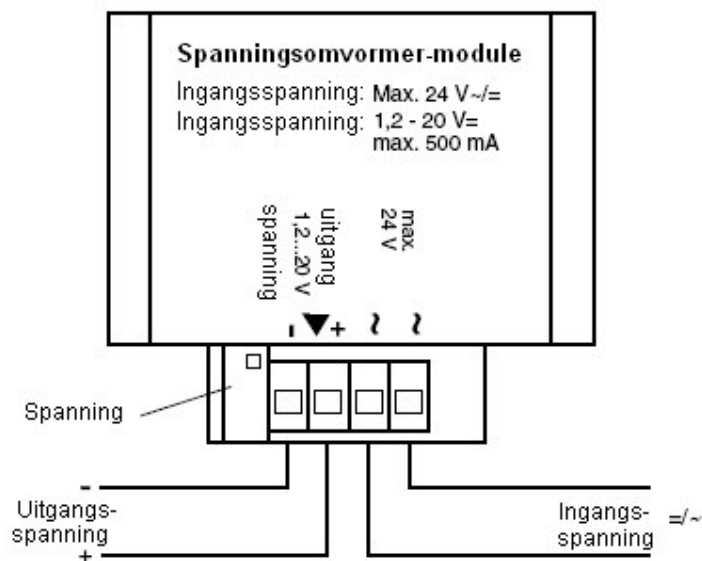 Spanningsomvormer-module
Ingangsspanning: Max. 24 V~/=
Ingangsspanning: 1,2 - 20 V=
max. 500 mA
spanning
1,2...20 V
uitgang
24 V
max.
- ▼ + ~ ~
Spanning
-
Uitgangs-
spanning
+
Ingangs-
spanning
=/~